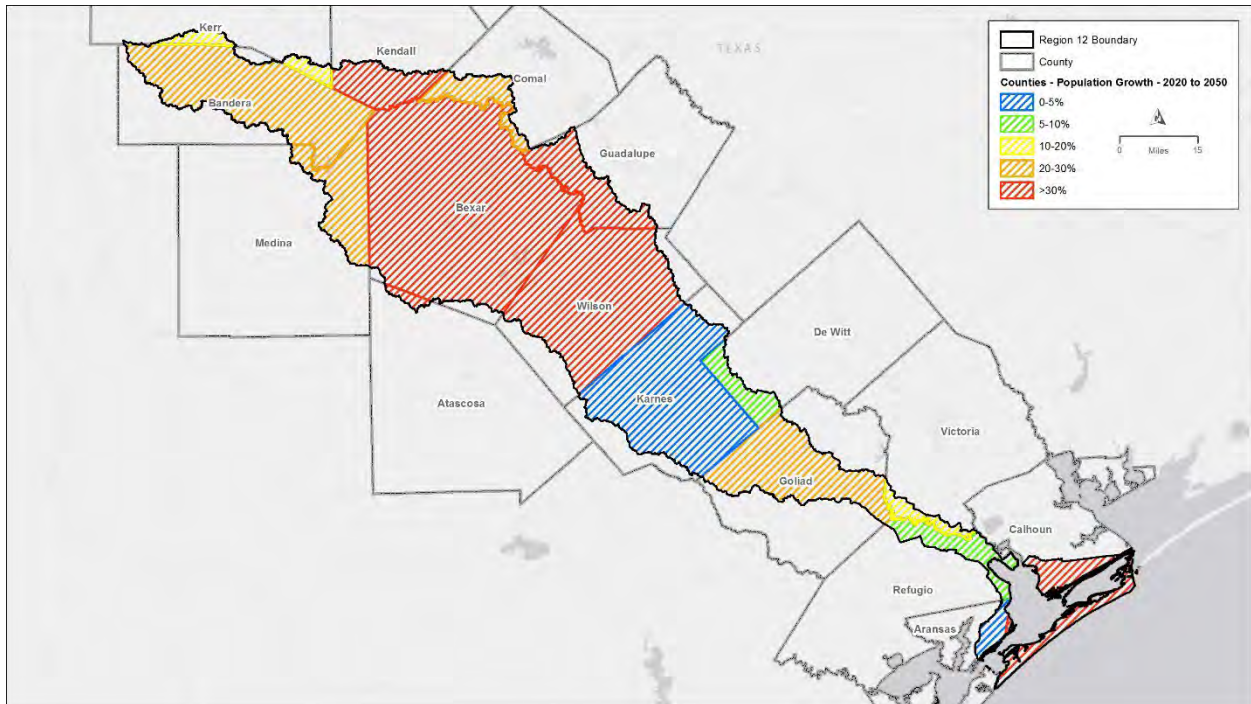 Kerr
Kendall
TEXAS
Comal
Bandera
Guadalupe
Bexar
Medina
Wilson
De Witt
Atascosa
Karnes
Victoria
Goliad
Calhoun
Refugio
Aransas
Region 12 Boundary
County
Counties - Population Growth - 2020 to 2050
0-5%
5-10%
10-20%
20-30%
>30%
0 15
Miles